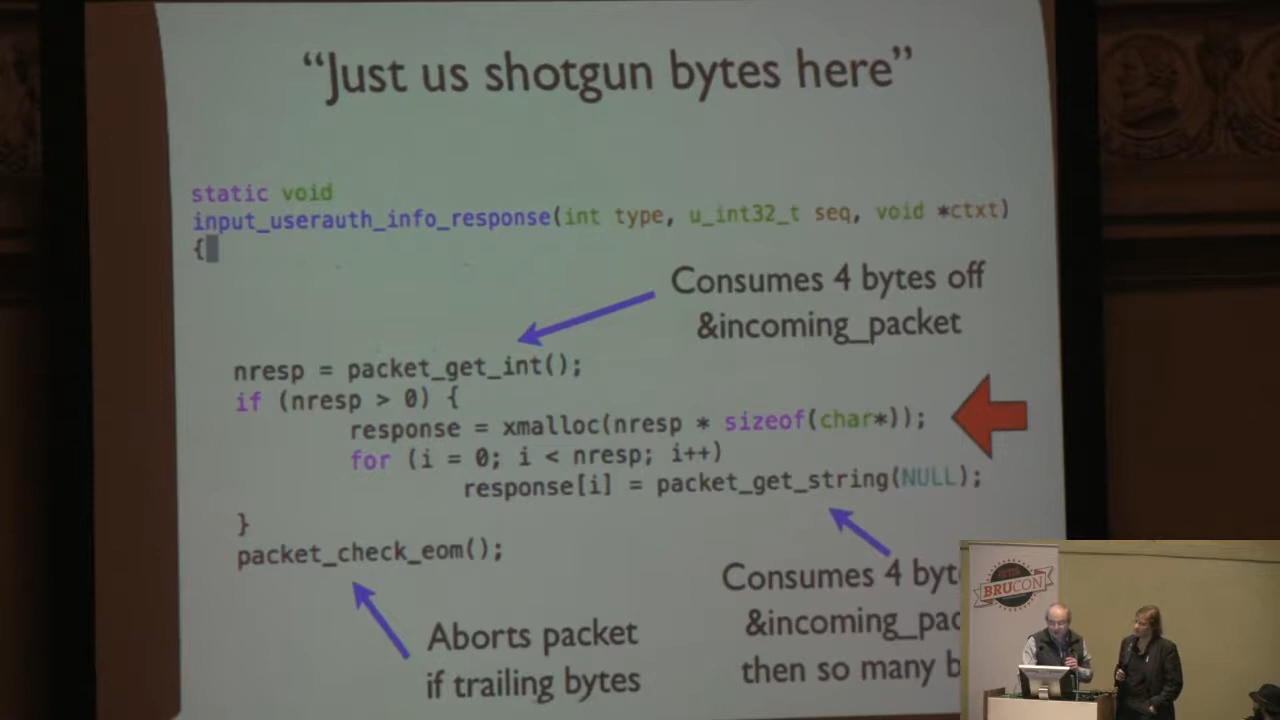 “Just us shotgun bytes here”
static void
input_userauth_info_response(int type, u_int32_t seq, void *ctxt)
{
Consumes 4 bytes off
&incoming_packet
nresp = packet_get_int();
if (nresp > 0) {
response = xmalloc(nresp * sizeof(char*));
for (i = 0; i < nresp; i++)
response[i] = packet_get_string(NULL);
}
packet_check_eom();
Consumes 4 byt
&incoming_pac
then so many b
Aborts packet
if trailing bytes
BRUCON